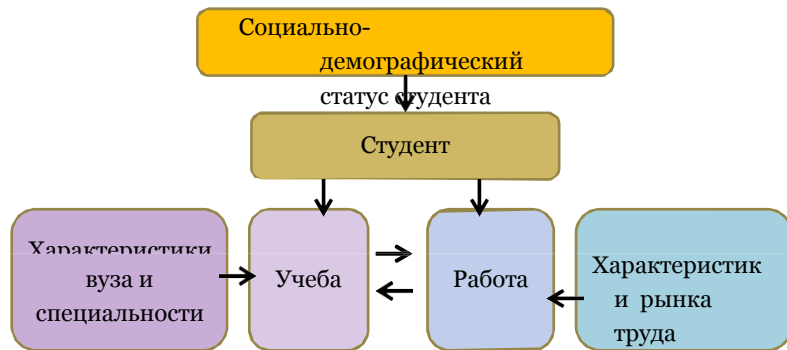 Социально-
демографический
статус студента
Студент
Характеристики
вуза и
специальности
Учеба
Работа
Характеристик
и рынка
труда